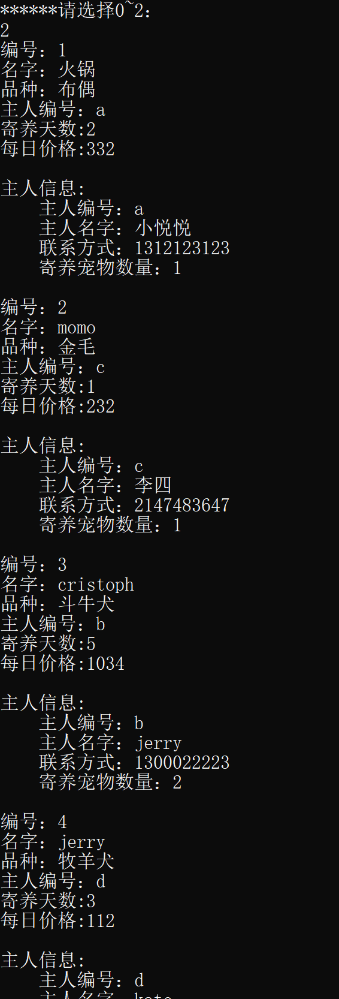 ******请选择0~2:
2
编号：1
名字：火锅
品种：布偶
主人编号：a
寄养天数:2
每日价格:332
主人信息:
主人编号：a
主人名字：小悦悦
联系方式：1312123123
寄养宠物数量：1
编号：2
名字：momo
品种：金毛
主人编号：c
寄养天数:1
每日价格:232
主人信息:
主人编号：c
主人名字：李四
联系方式：2147483647
寄养宠物数量：1
编号：3
名字：cristoph
品种：斗牛犬
主人编号：b
寄养天数:5
每日价格:1034
主人信息:
主人编号：b
主人名字：jerry
联系方式：1300022223
寄养宠物数量：2
编号：4
名字：jerry
品种：牧羊犬
主人编号：d
寄养天数:3
每日价格:112
主人信息:
主人编号：d
主人名字：